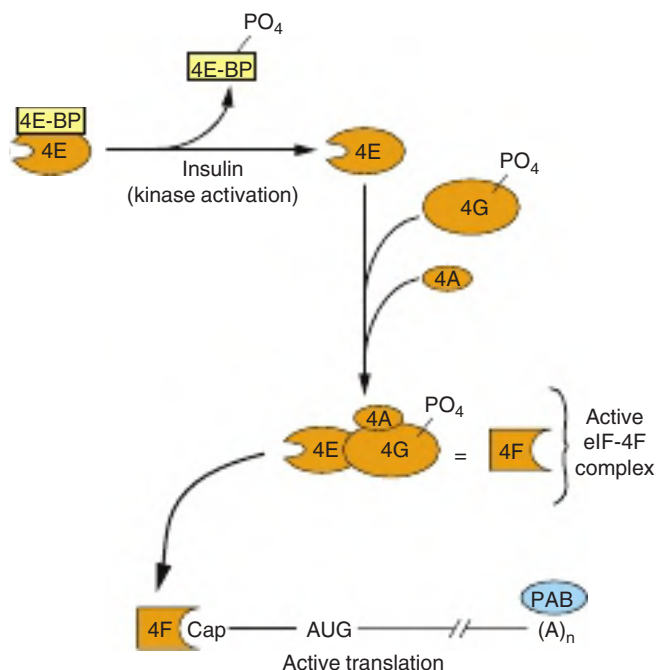 PO4
4E-BP
4E-BP
4E
4E
Insulin
(kinase activation)
PO4
4G
4A
4A
PO4
4E
4G
=
4F
Active
eIF-4F
complex
PAB
4F
Cap
AUG
(A)n
Active translation